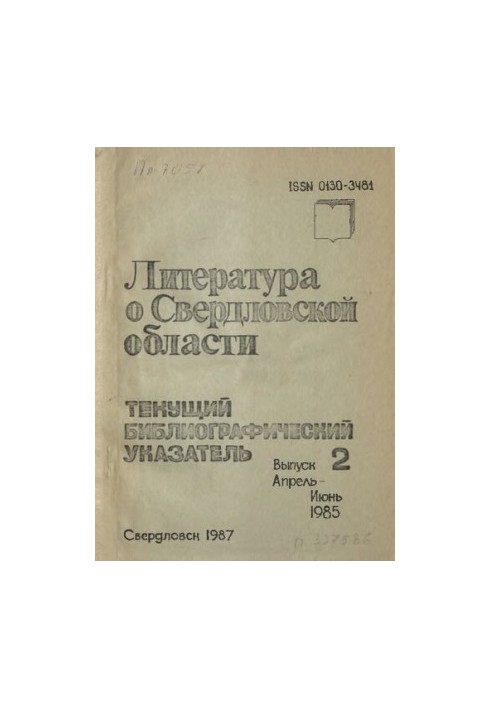 ISSN 0130-3481
Литература
о Свердловской
области
ТЕКУЩИЙ
БИБЛИОГРАФИЧЕСКИЙ
УКАЗАТЕЛЬ
Выпуск 2
Апрель-
Июнь
1985
Свердловск 1987